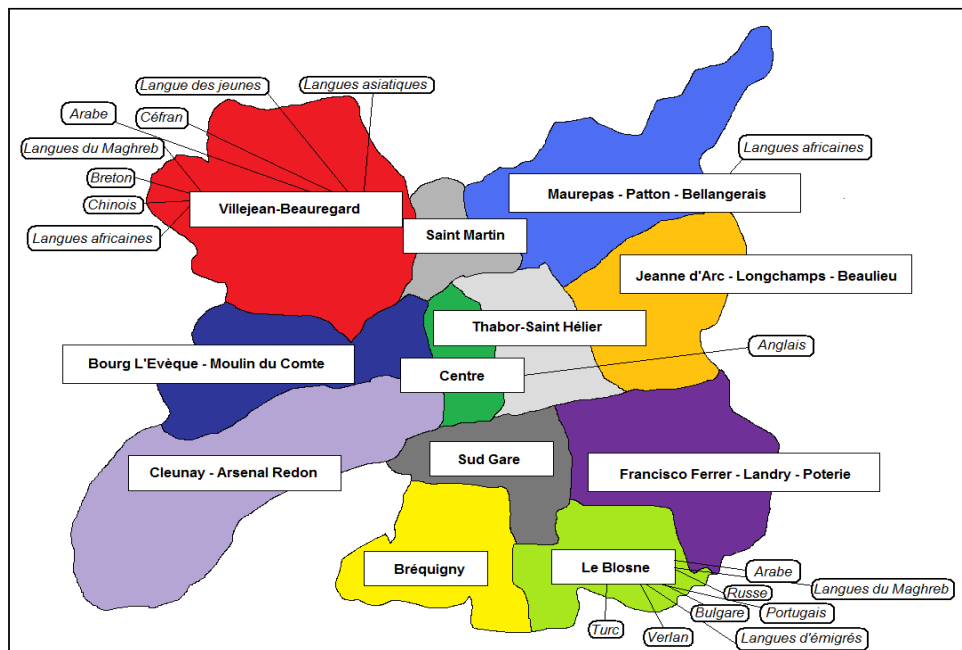 Langue des jeunes
Langues asiatiques
Arabe
Céfran
Langues du Maghreb
Langues africaines
Breton
Maurepas - Patton - Bellangerais
Chinois
Villejean-Beauregard
Langues africaines
Saint Martin
Jeanne d'Arc - Longchamps - Beaulieu
Thabor-Saint Hélier
Anglais
Bourg L'Evèque - Moulin du Comte
Centre
Cleunay - Arsenal Redon
Sud Gare
Francisco Ferrer - Landry - Poterie
Bréquigny
Le Blosne
Arabe
Langues du Maghreb
Russe
Portugais
Bulgare
Turc
Verlan
Langues d'émigrés